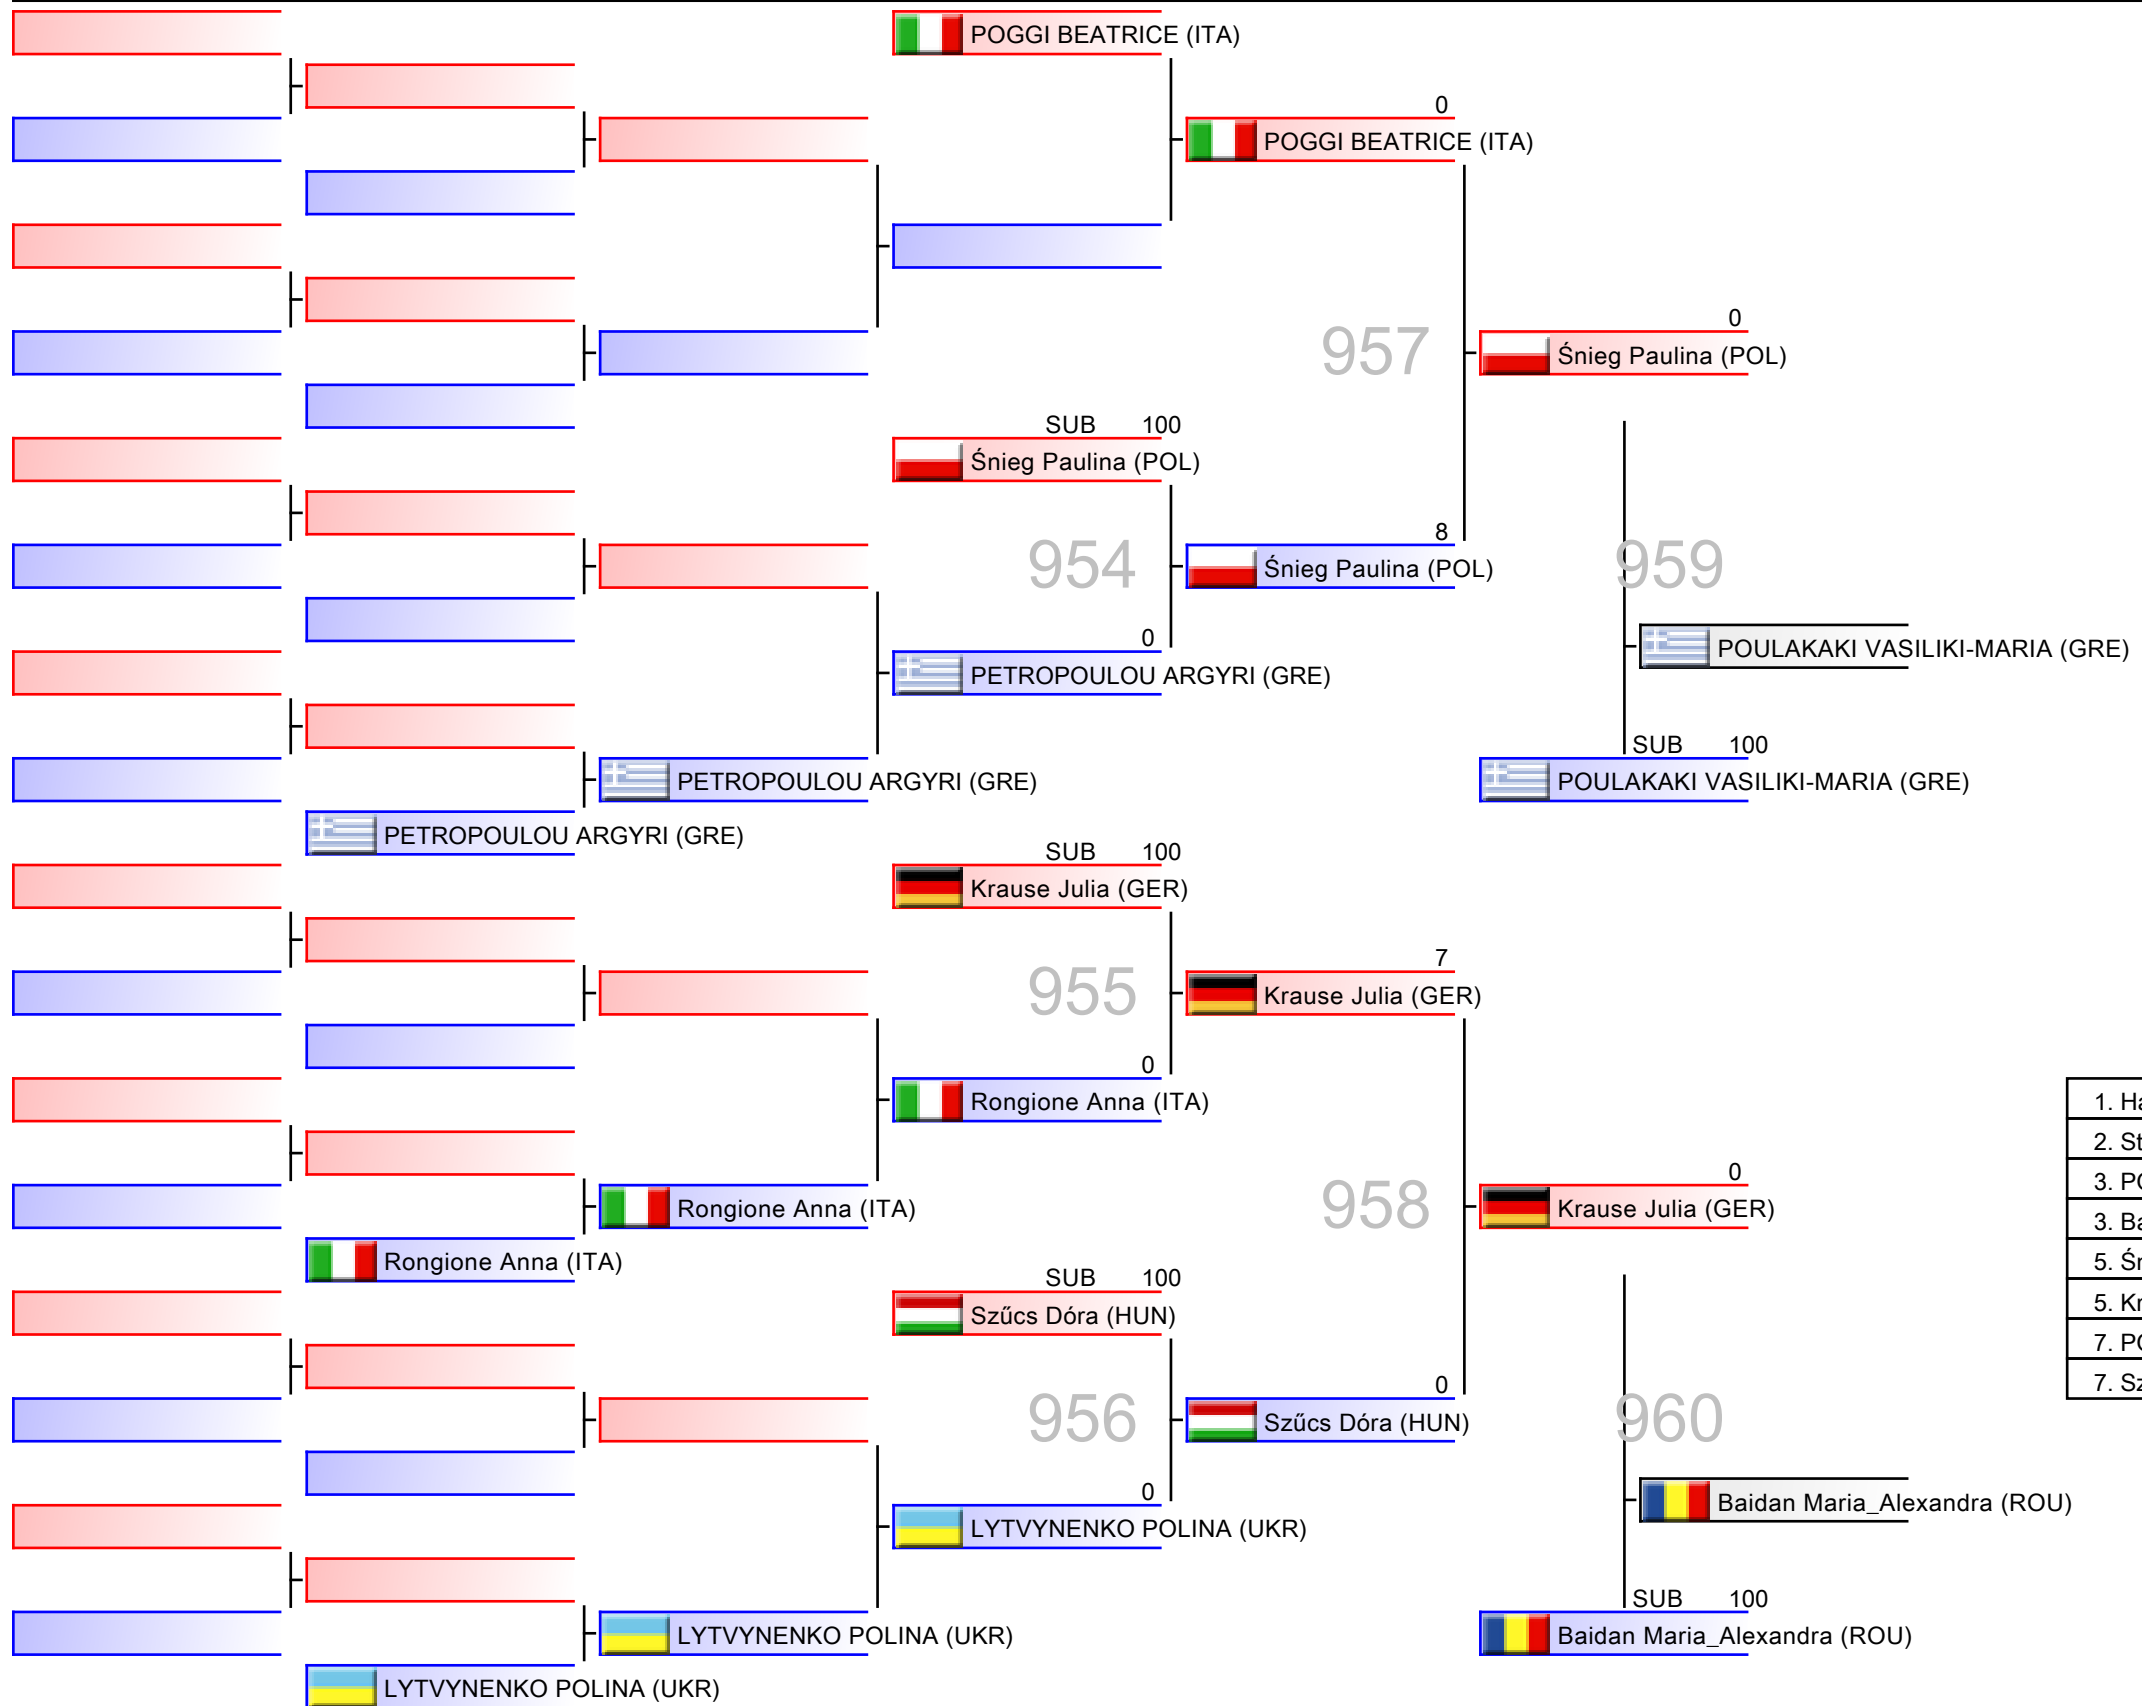 POGGI BEATRICE (ITA)
0
POGGI BEATRICE (ITA)
0
957
Śnieg Paulina (POL)
SUB 100
Śnieg Paulina (POL)
8
954
Śnieg Paulina (POL)
959
0
PETROPOULOU ARGYRI (GRE)
POULAKAKI VASILIKI-MARIA (GRE)
SUB 100
PETROPOULOU ARGYRI (GRE)
POULAKAKI VASILIKI-MARIA (GRE)
PETROPOULOU ARGYRI (GRE)
SUB 100
Krause Julia (GER)
7
955
Krause Julia (GER)
0
Rongione Anna (ITA)
0
Rongione Anna (ITA)
958
Krause Julia (GER)
Rongione Anna (ITA)
SUB 100
Szűcs Dóra (HUN)
0
956
Szűcs Dóra (HUN)
960
0
LYTVYNENKO POLINA (UKR)
Baidan Maria_Alexandra (ROU)
SUB 100
LYTVYNENKO POLINA (UKR)
Baidan Maria_Alexandra (ROU)
LYTVYNENKO POLINA (UKR)
1. Ha
2. St
3. PO
3. Ba
5. Śn
5. Kr
7. PO
7. Sz